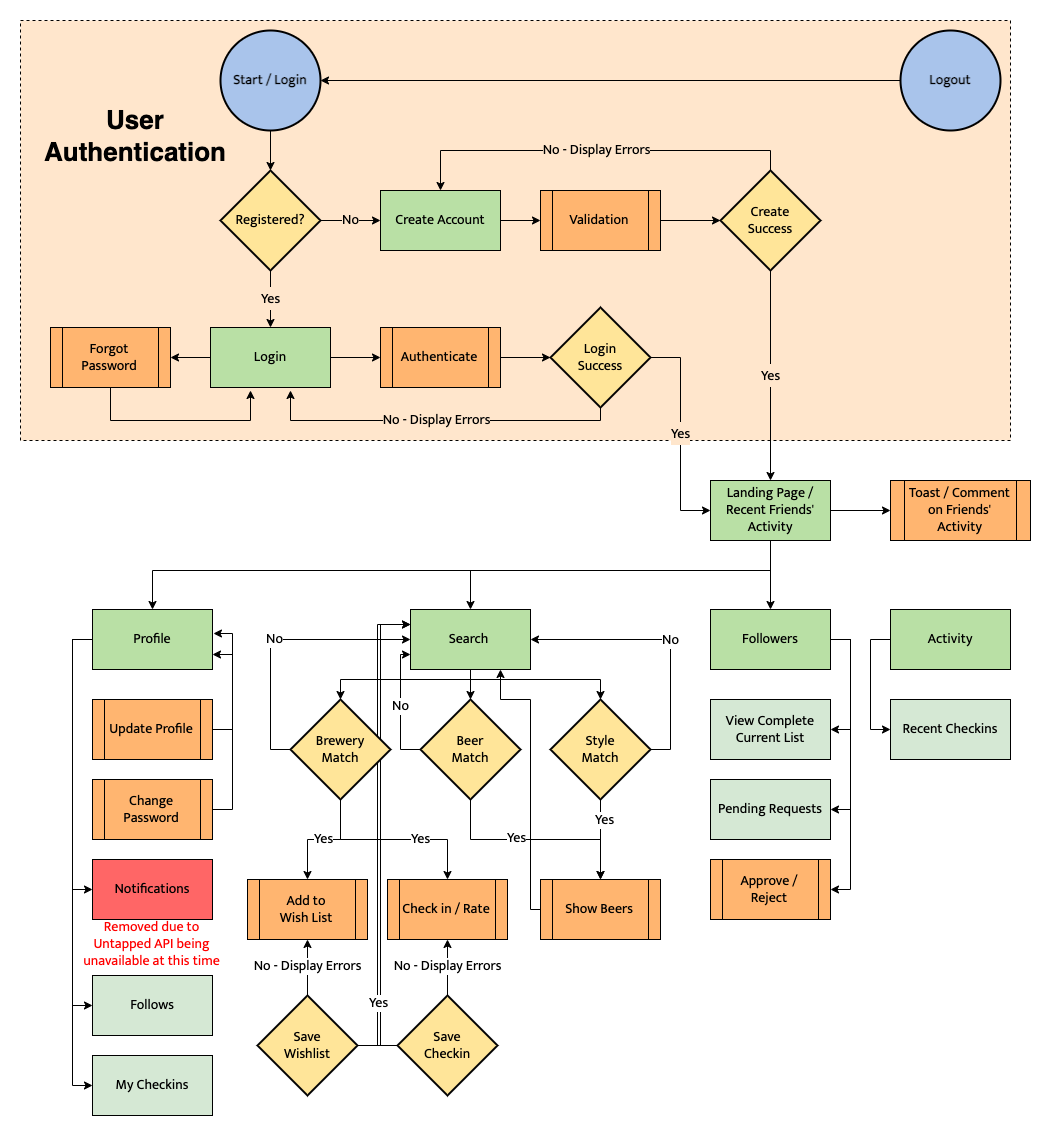 Start / Login
Logout
User
Authentication
No - Display Errors
Registered?
No
Create Account
Validation
Create
Success
Yes
Forgot
Password
Login
Authenticate
Login
Success
Yes
No - Display Errors
Yes
Landing Page /
Recent Friends'
Activity
Toast / Comment
on Friends'
Activity
Profile
No
Search
No
Followers
Activity
Update Profile
No
Brewery
Match
Beer
Match
Style
Match
View Complete
Current List
Recent Checkins
Change
Password
Pending Requests
Yes
Yes
Yes
Yes
Notifications
Add to
Wish List
Check in / Rate
Show Beers
Approve /
Reject
Removed due to
Untapped API being
unavailable at this time
No - Display Errors
No - Display Errors
Follows
Yes
Save
Wishlist
Save
Checkin
My Checkins